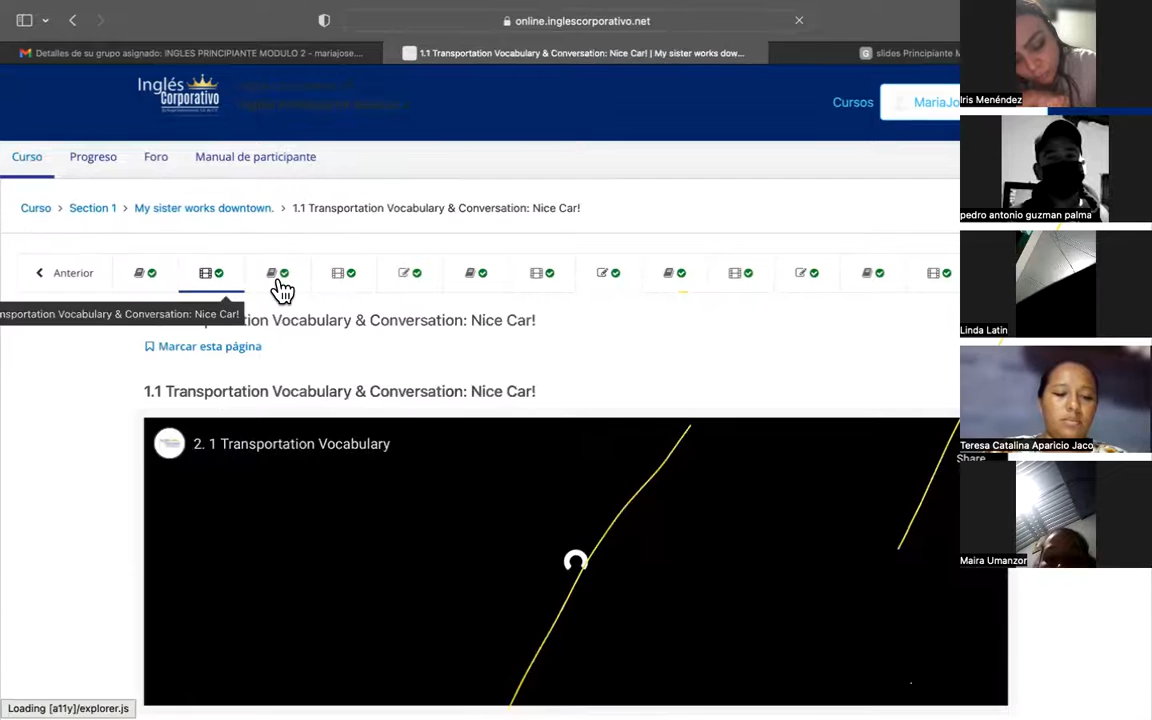 online.inglescorporativo.net
Detalles de su grupo asignado: INGLES PRINCIPIANTE MODULO 2 - mariajose....
1.1 Transportation Vocabulary & Conversation: Nice Car! | My sister works dow...
slides Principiante M
Inglés
Corporativo
Cursos
MariaJo
Curso
Progreso
Foro
Manual de participante
Curso > Section 1 > My sister works downtown. > 1.1 Transportation Vocabulary & Conversation: Nice Car!
Anterior
nsportation Vocabulary & Conversation: Nice Car!
sportation Vocabulary & Conversation: Nice Car!
Marcar esta página
1.1 Transportation Vocabulary & Conversation: Nice Car!
2. 1 Transportation Vocabulary
Share
Loading [a11y]/explorer.js
Iris Menéndez
pedro antonio guzman palma
Linda Latin
Teresa Catalina Aparicio Jaco
Maira Umanzor